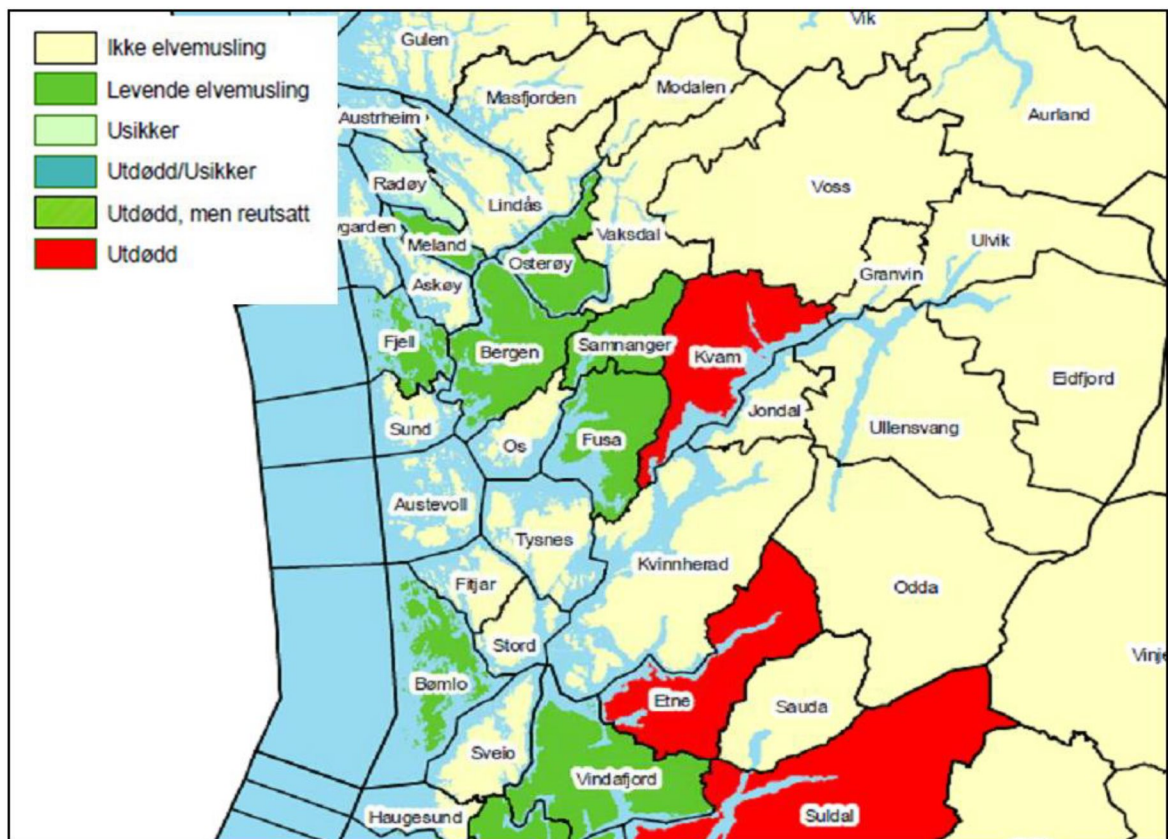 Ikke elvemusling
Levende elvemusling
Usikker
Utdødd/Usikker
Utdødd, men reutsatt
Utdødd
Gulen
Vik
Masfjorden
Modalen
Aurland
Austrheim
Radøy
Lindås
Voss
ygarden
Meland
Vaksdal
Ulvik
Osterøy
Granvin
Askøy
Fjell
Bergen
Samnanger
Kvam
Eidfjord
Jondal
Sund
Os
Fusa
Ullensvang
Austevoll
Tysnes
Kvinnherad
Fitjar
Odda
Stord
Vinje
Bømlo
Etne
Sauda
Sveio
Vindafjord
Haugesund
Suldal